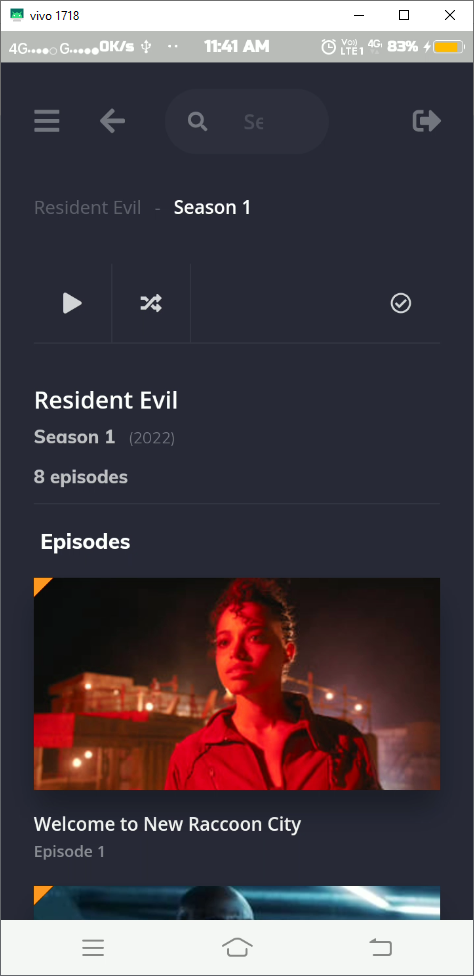 vivo 1718
4G G 0K/s 11:41 AM Vo)) LTE1 4G 83%
Resident Evil - Season 1
Resident Evil
Season 1 (2022)
8 episodes
Episodes
Welcome to New Raccoon City
Episode 1